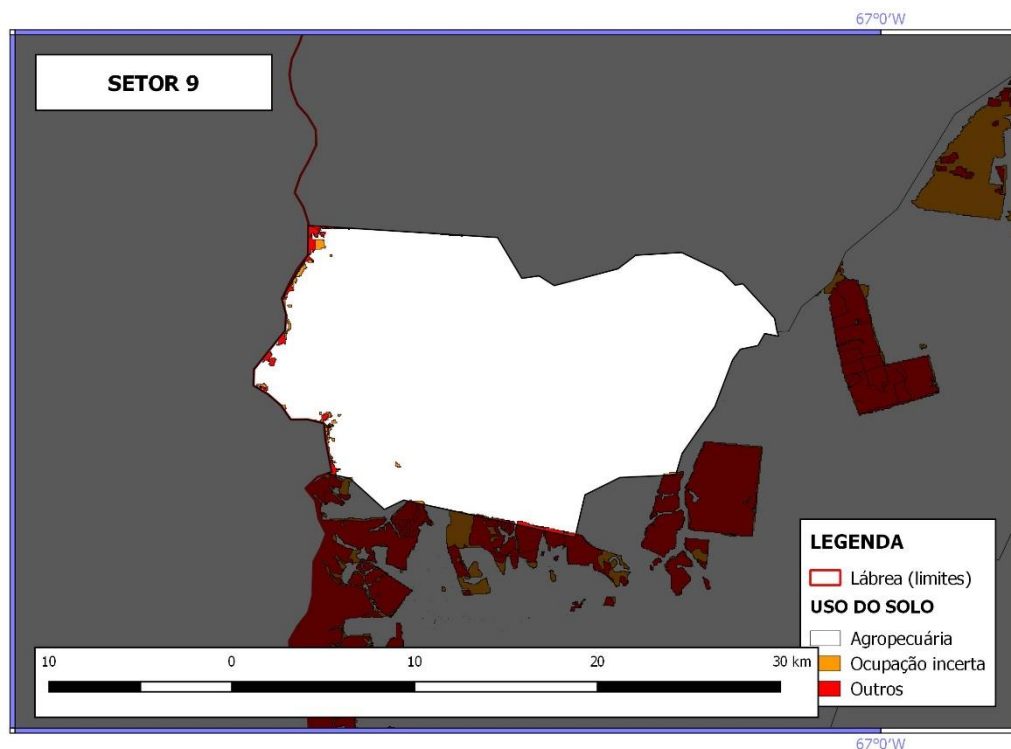 67°0'W
SETOR 9
LEGENDA
Lábrea (limites)
USO DO SOLO
Agropecuária
Ocupação incerta
Outros
10 0 10 20 30 km
67°0'W